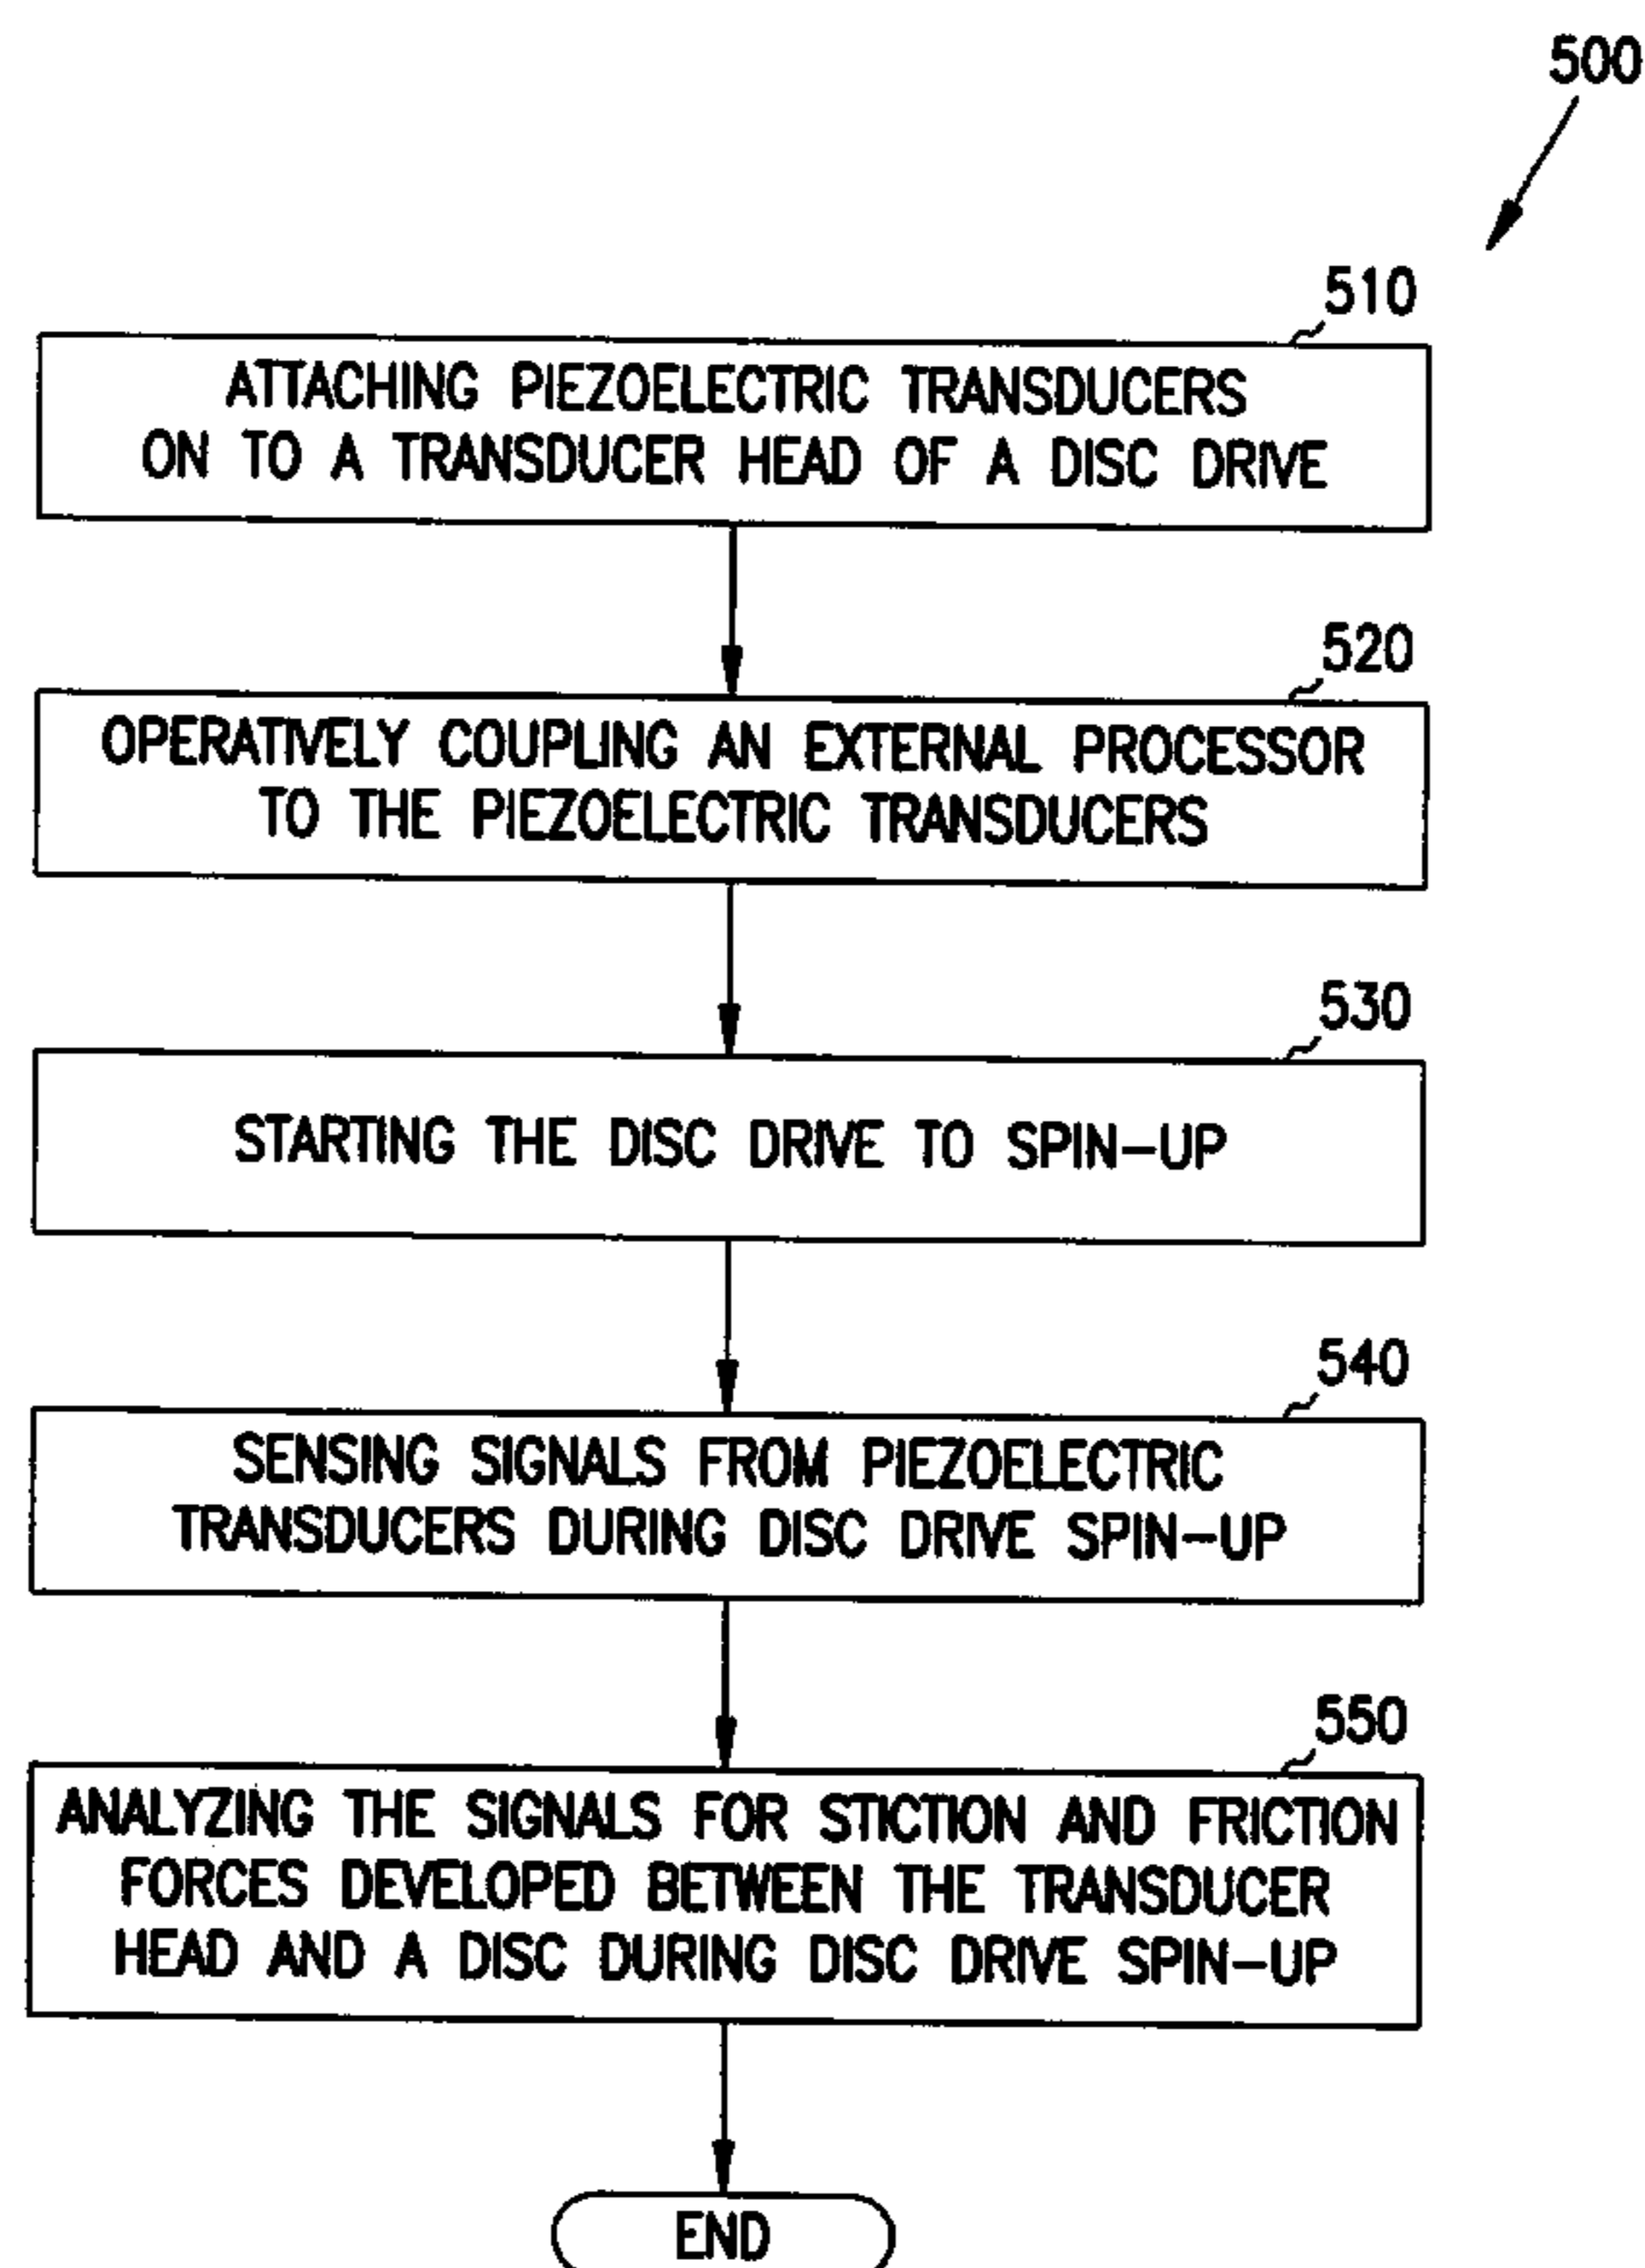 500
510
ATTACHING PIEZOELECTRIC TRANSDUCERS
ON TO A TRANSDUCER HEAD OF A DISC DRIVE
520
OPERATIVELY COUPLING AN EXTERNAL PROCESSOR
TO THE PIEZOELECTRIC TRANSDUCERS
530
STARTING THE DISC DRIVE TO SPIN-UP
540
SENSING SIGNALS FROM PIEZOELECTRIC
TRANSDUCERS DURING DISC DRIVE SPIN-UP
550
ANALYZING THE SIGNALS FOR STICTION AND FRICTION
FORCES DEVELOPED BETWEEN THE TRANSDUCER
HEAD AND A DISC DURING DISC DRIVE SPIN-UP
END